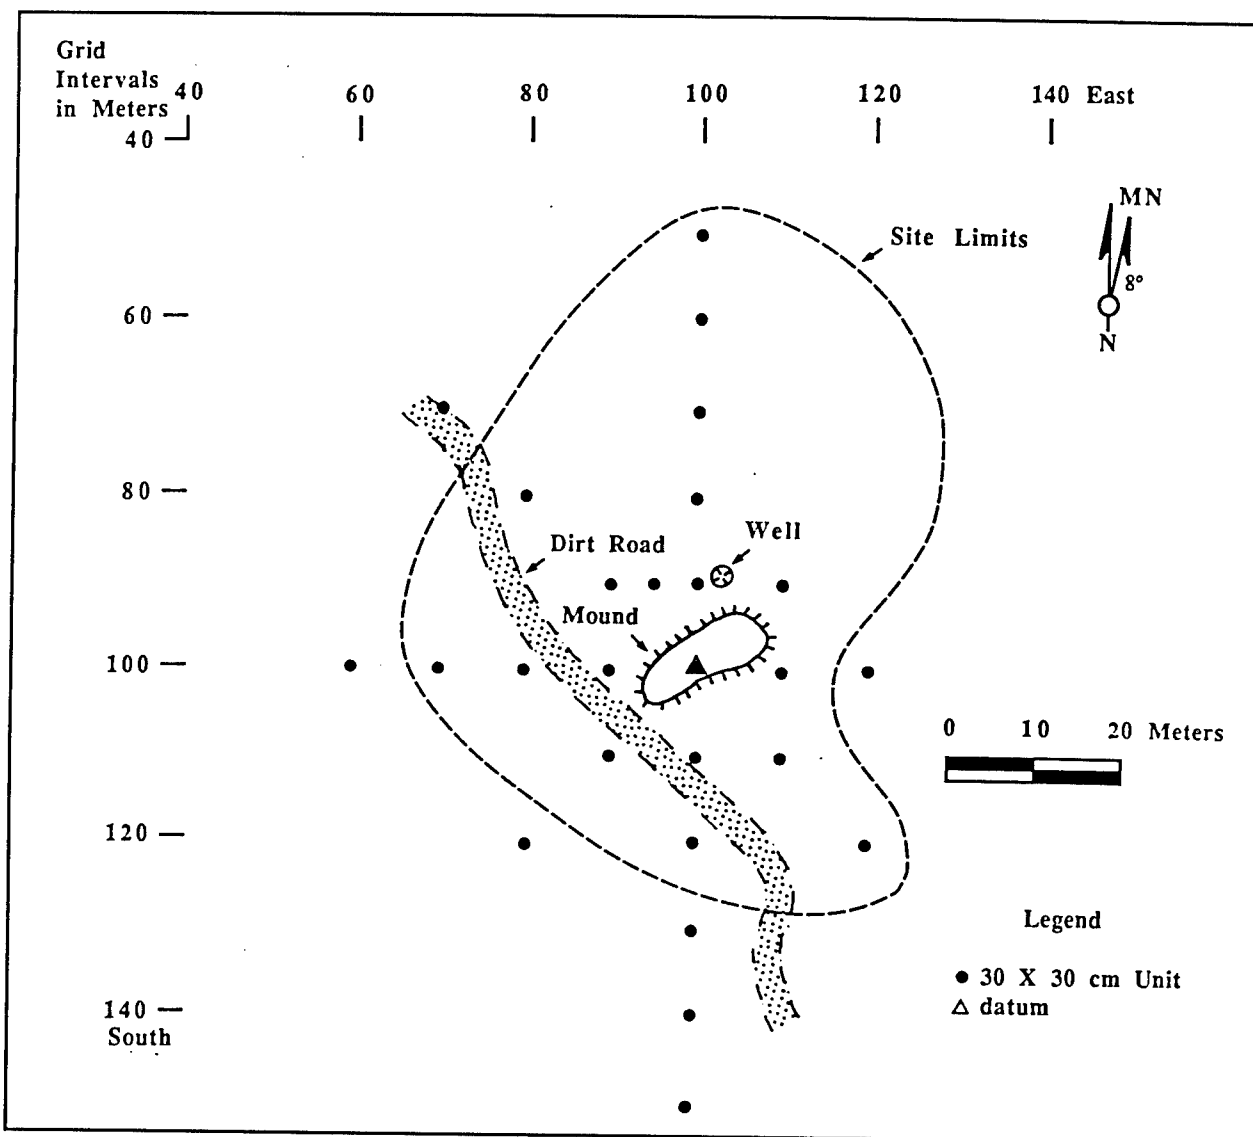 Grid
Intervals
in Meters
40 60 80 100 120 140 East
40
MN
Site Limits
8°
60
N
80
Well
Dirt Road
Mound
100
0 10 20 Meters
120
Legend
30 X 30 cm Unit
datum
140
South